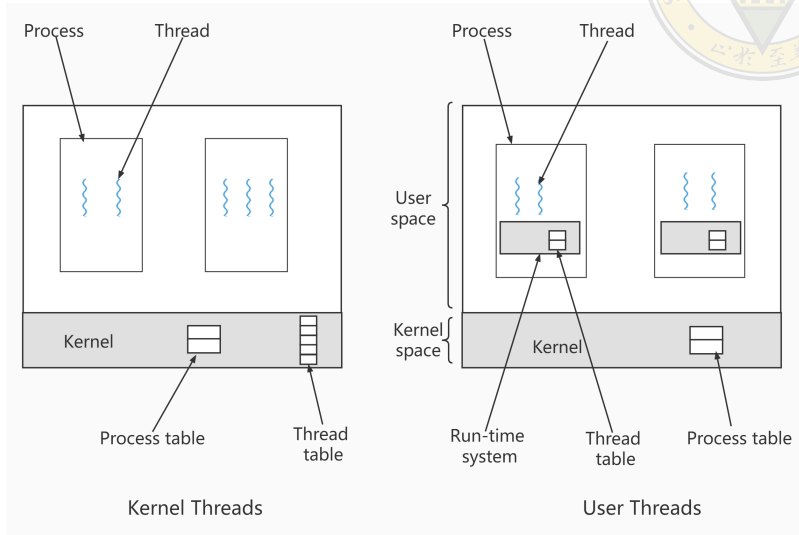 Process
Thread
Kernel
Process table
Thread
table
Kernel Threads
Process
Thread
User
space
Kernel
space
Kernel
Run-time
system
Thread
table
Process table
User Threads